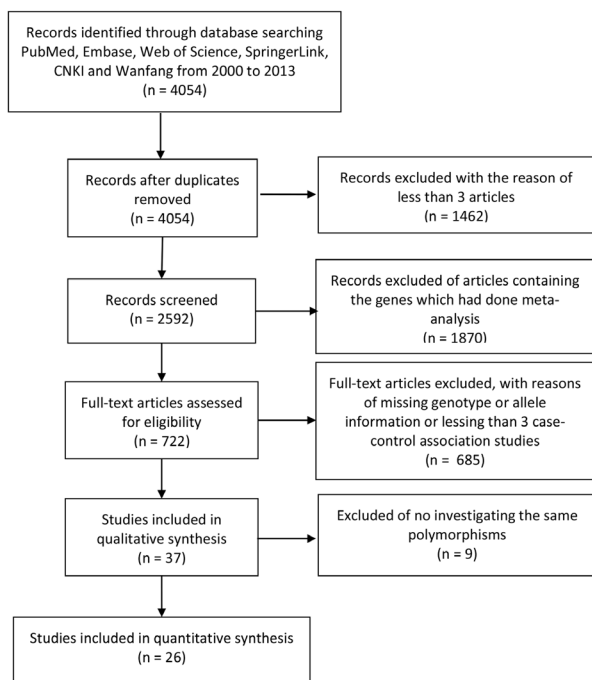 Records identified through database searching
PubMed, Embase, Web of Science, SpringerLink,
CNKI and Wanfang from 2000 to 2013
(n = 4054)
Records after duplicates
removed
(n = 4054)
Records excluded with the reason of
less than 3 articles
(n = 1462)
Records screened
(n = 2592)
Records excluded of articles containing
the genes which had done meta-
analysis
(n = 1870)
Full-text articles assessed
for eligibility
(n = 722)
Full-text articles excluded, with reasons
of missing genotype or allele
information or lessing than 3 case-
control association studies
(n =  685)
Studies included in
qualitative synthesis
(n = 37)
Excluded of no investigating the same
polymorphisms
(n = 9)
Studies included in quantitative synthesis
(n = 26)